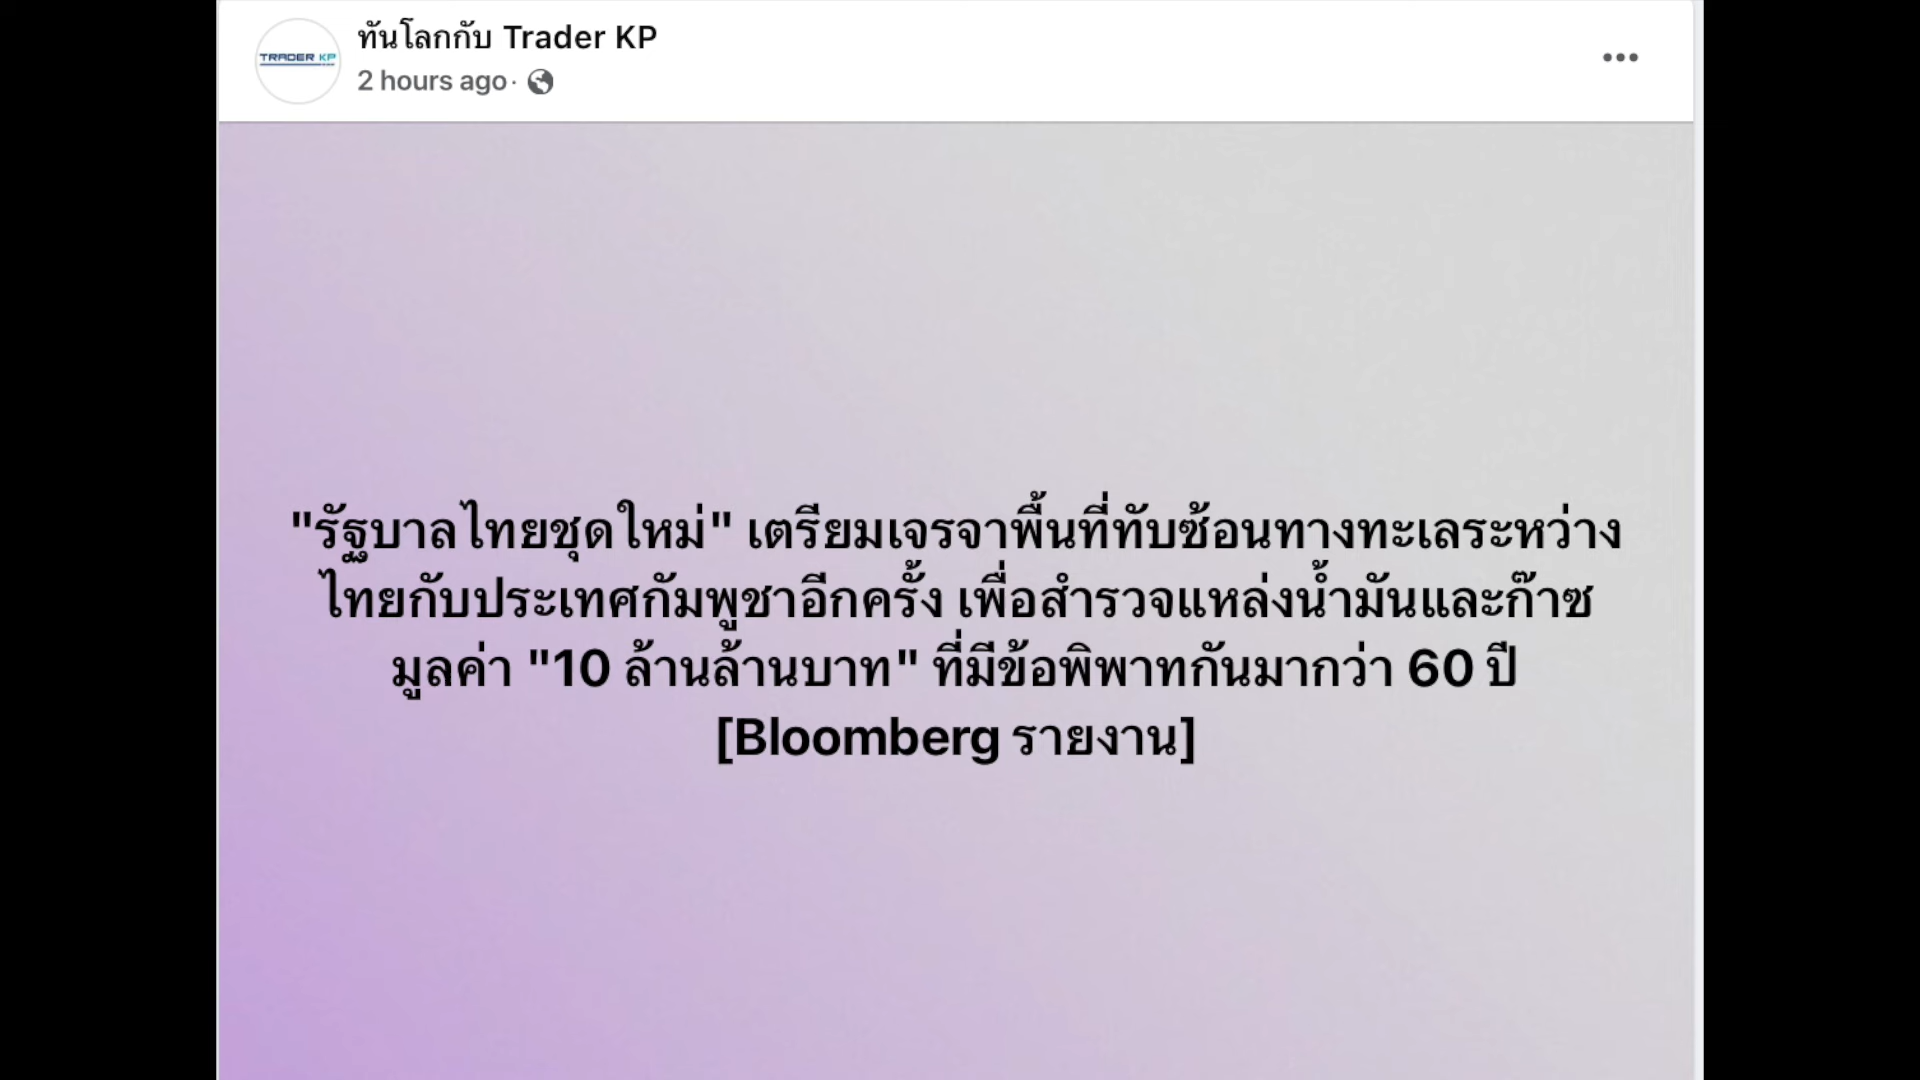 ทันโลกกับ Trader KP
TRADER KP
2 hours ago ·
"รัฐบาลไทยชุดใหม่" เตรียมเจรจาพื้นที่ทับซ้อนทางทะเลระหว่าง
ไทยกับประเทศกัมพูชาอีกครั้ง เพื่อสำรวจแหล่งน้ำมันและก๊าซ
มูลค่า "10 ล้านล้านบาท" ที่มีข้อพิพาทกันมากว่า 60 ปี
[Bloomberg รายงาน]